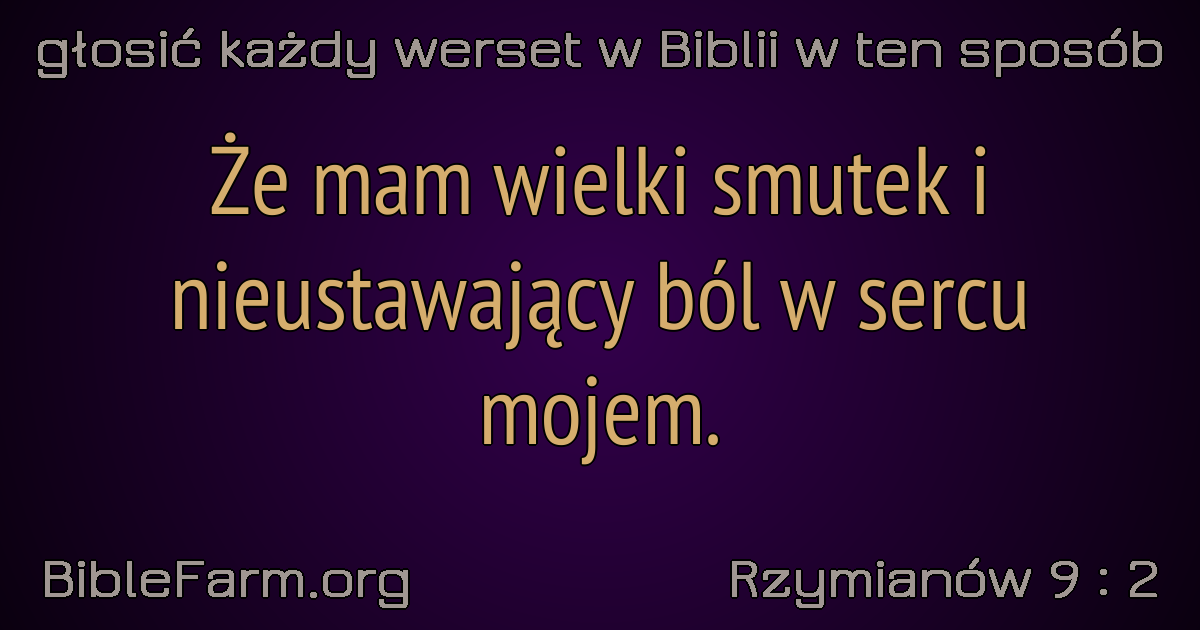 głosić każdy werset w Biblii w ten sposób
Że mam wielki smutek i
nieustawający ból w sercu
mojem.
BibleFarm.org
Rzymianów 9 : 2